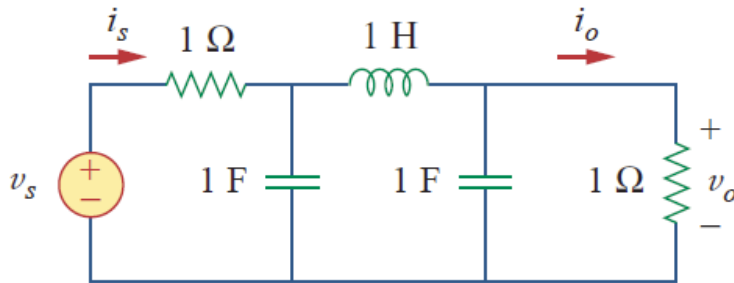 i_s 1 Ω 1 H i_o
+
v_s + − 1 F 1 F 1 Ω v_o
−